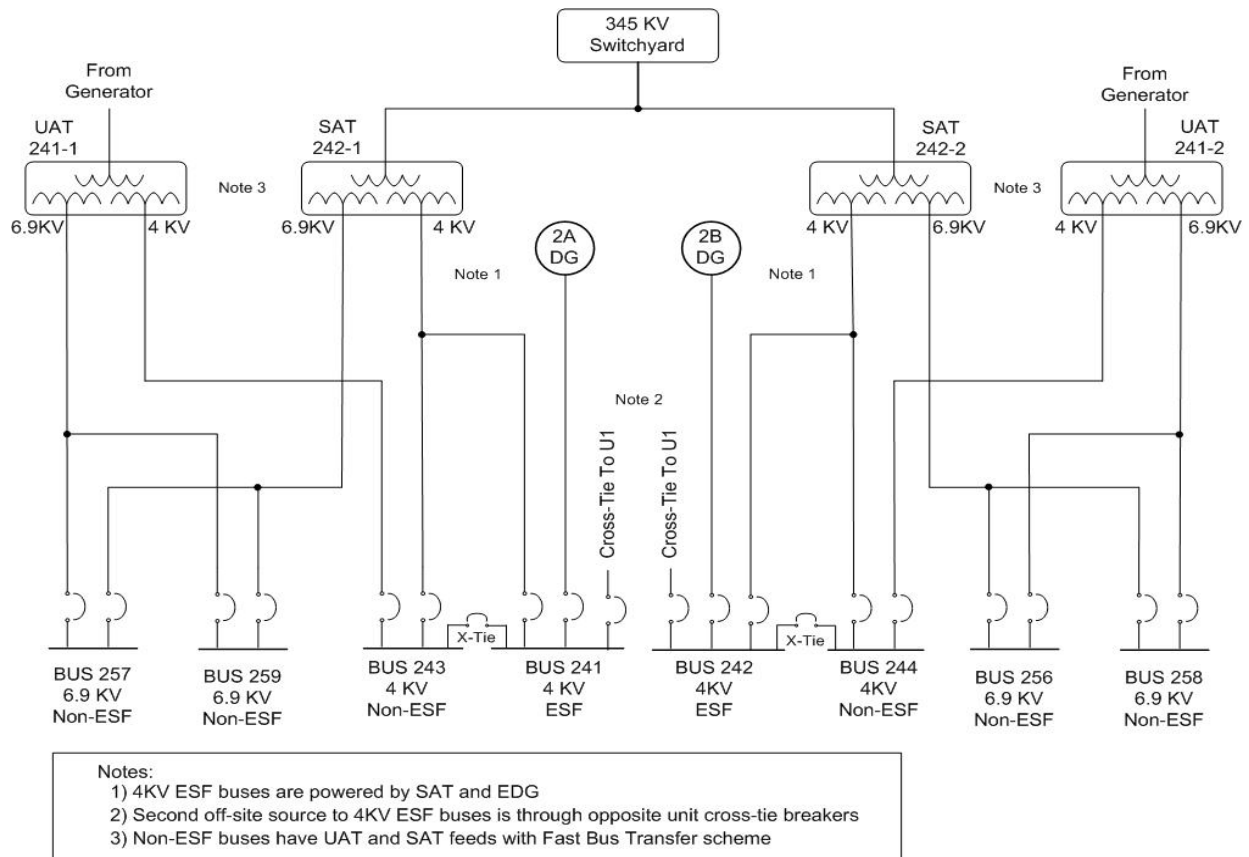 345 KV
Switchyard
From
Generator
From
Generator
UAT
241-1
SAT
242-1
SAT
242-2
UAT
241-2
Note 3
Note 3
6.9KV
4 KV
6.9KV
4 KV
4 KV
6.9KV
4 KV
6.9KV
2A
DG
2B
DG
Note 1
Note 1
Note 2
Cross-Tie To U1
Cross-Tie To U1
X-Tie
X-Tie
BUS 257
6.9 KV
Non-ESF
BUS 259
6.9 KV
Non-ESF
BUS 243
4 KV
Non-ESF
BUS 241
4 KV
ESF
BUS 242
4KV
ESF
BUS 244
4KV
Non-ESF
BUS 256
6.9 KV
Non-ESF
BUS 258
6.9 KV
Non-ESF
Notes:
1) 4KV ESF buses are powered by SAT and EDG
2) Second off-site source to 4KV ESF buses is through opposite unit cross-tie breakers
3) Non-ESF buses have UAT and SAT feeds with Fast Bus Transfer scheme